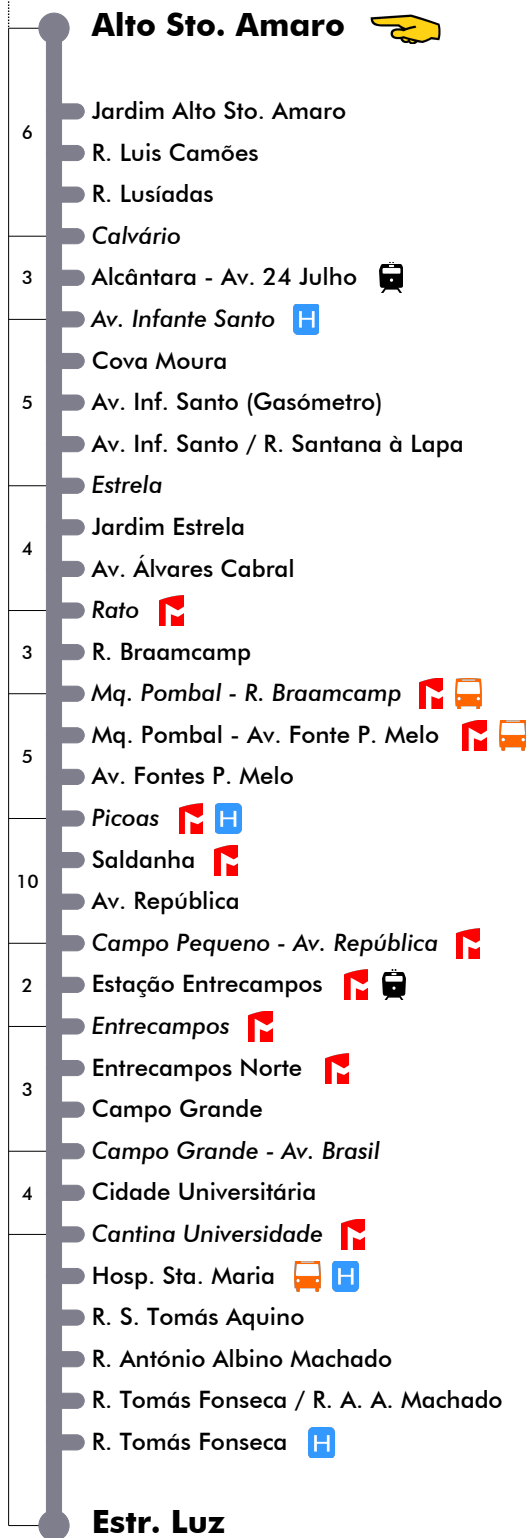 Alto Sto. Amaro
Jardim Alto Sto. Amaro
6
R. Luis Camões
R. Lusíadas
Calvário
3
Alcântara - Av. 24 Julho
Av. Infante Santo H
Cova Moura
5
Av. Inf. Santo (Gasómetro)
Av. Inf. Santo / R. Santana à Lapa
Estrela
Jardim Estrela
4
Av. Álvares Cabral
Rato
3
R. Braamcamp
Mq. Pombal - R. Braamcamp
Mq. Pombal - Av. Fonte P. Melo
5
Av. Fontes P. Melo
Picoas H
Saldanha
10
Av. República
Campo Pequeno - Av. República
2
Estação Entrecampos
Entrecampos
Entrecampos Norte
3
Campo Grande
Campo Grande - Av. Brasil
4
Cidade Universitária
Cantina Universidade
Hosp. Sta. Maria H
R. S. Tomás Aquino
R. António Albino Machado
R. Tomás Fonseca / R. A. A. Machado
R. Tomás Fonseca H
Estr. Luz